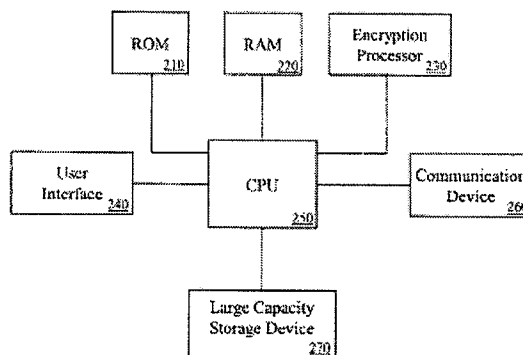 ROM
210
RAM
220
Encryption
Processor
230
User
Interface
240
CPU
250
Communication
Device
260
Large Capacity
Storage Device
270